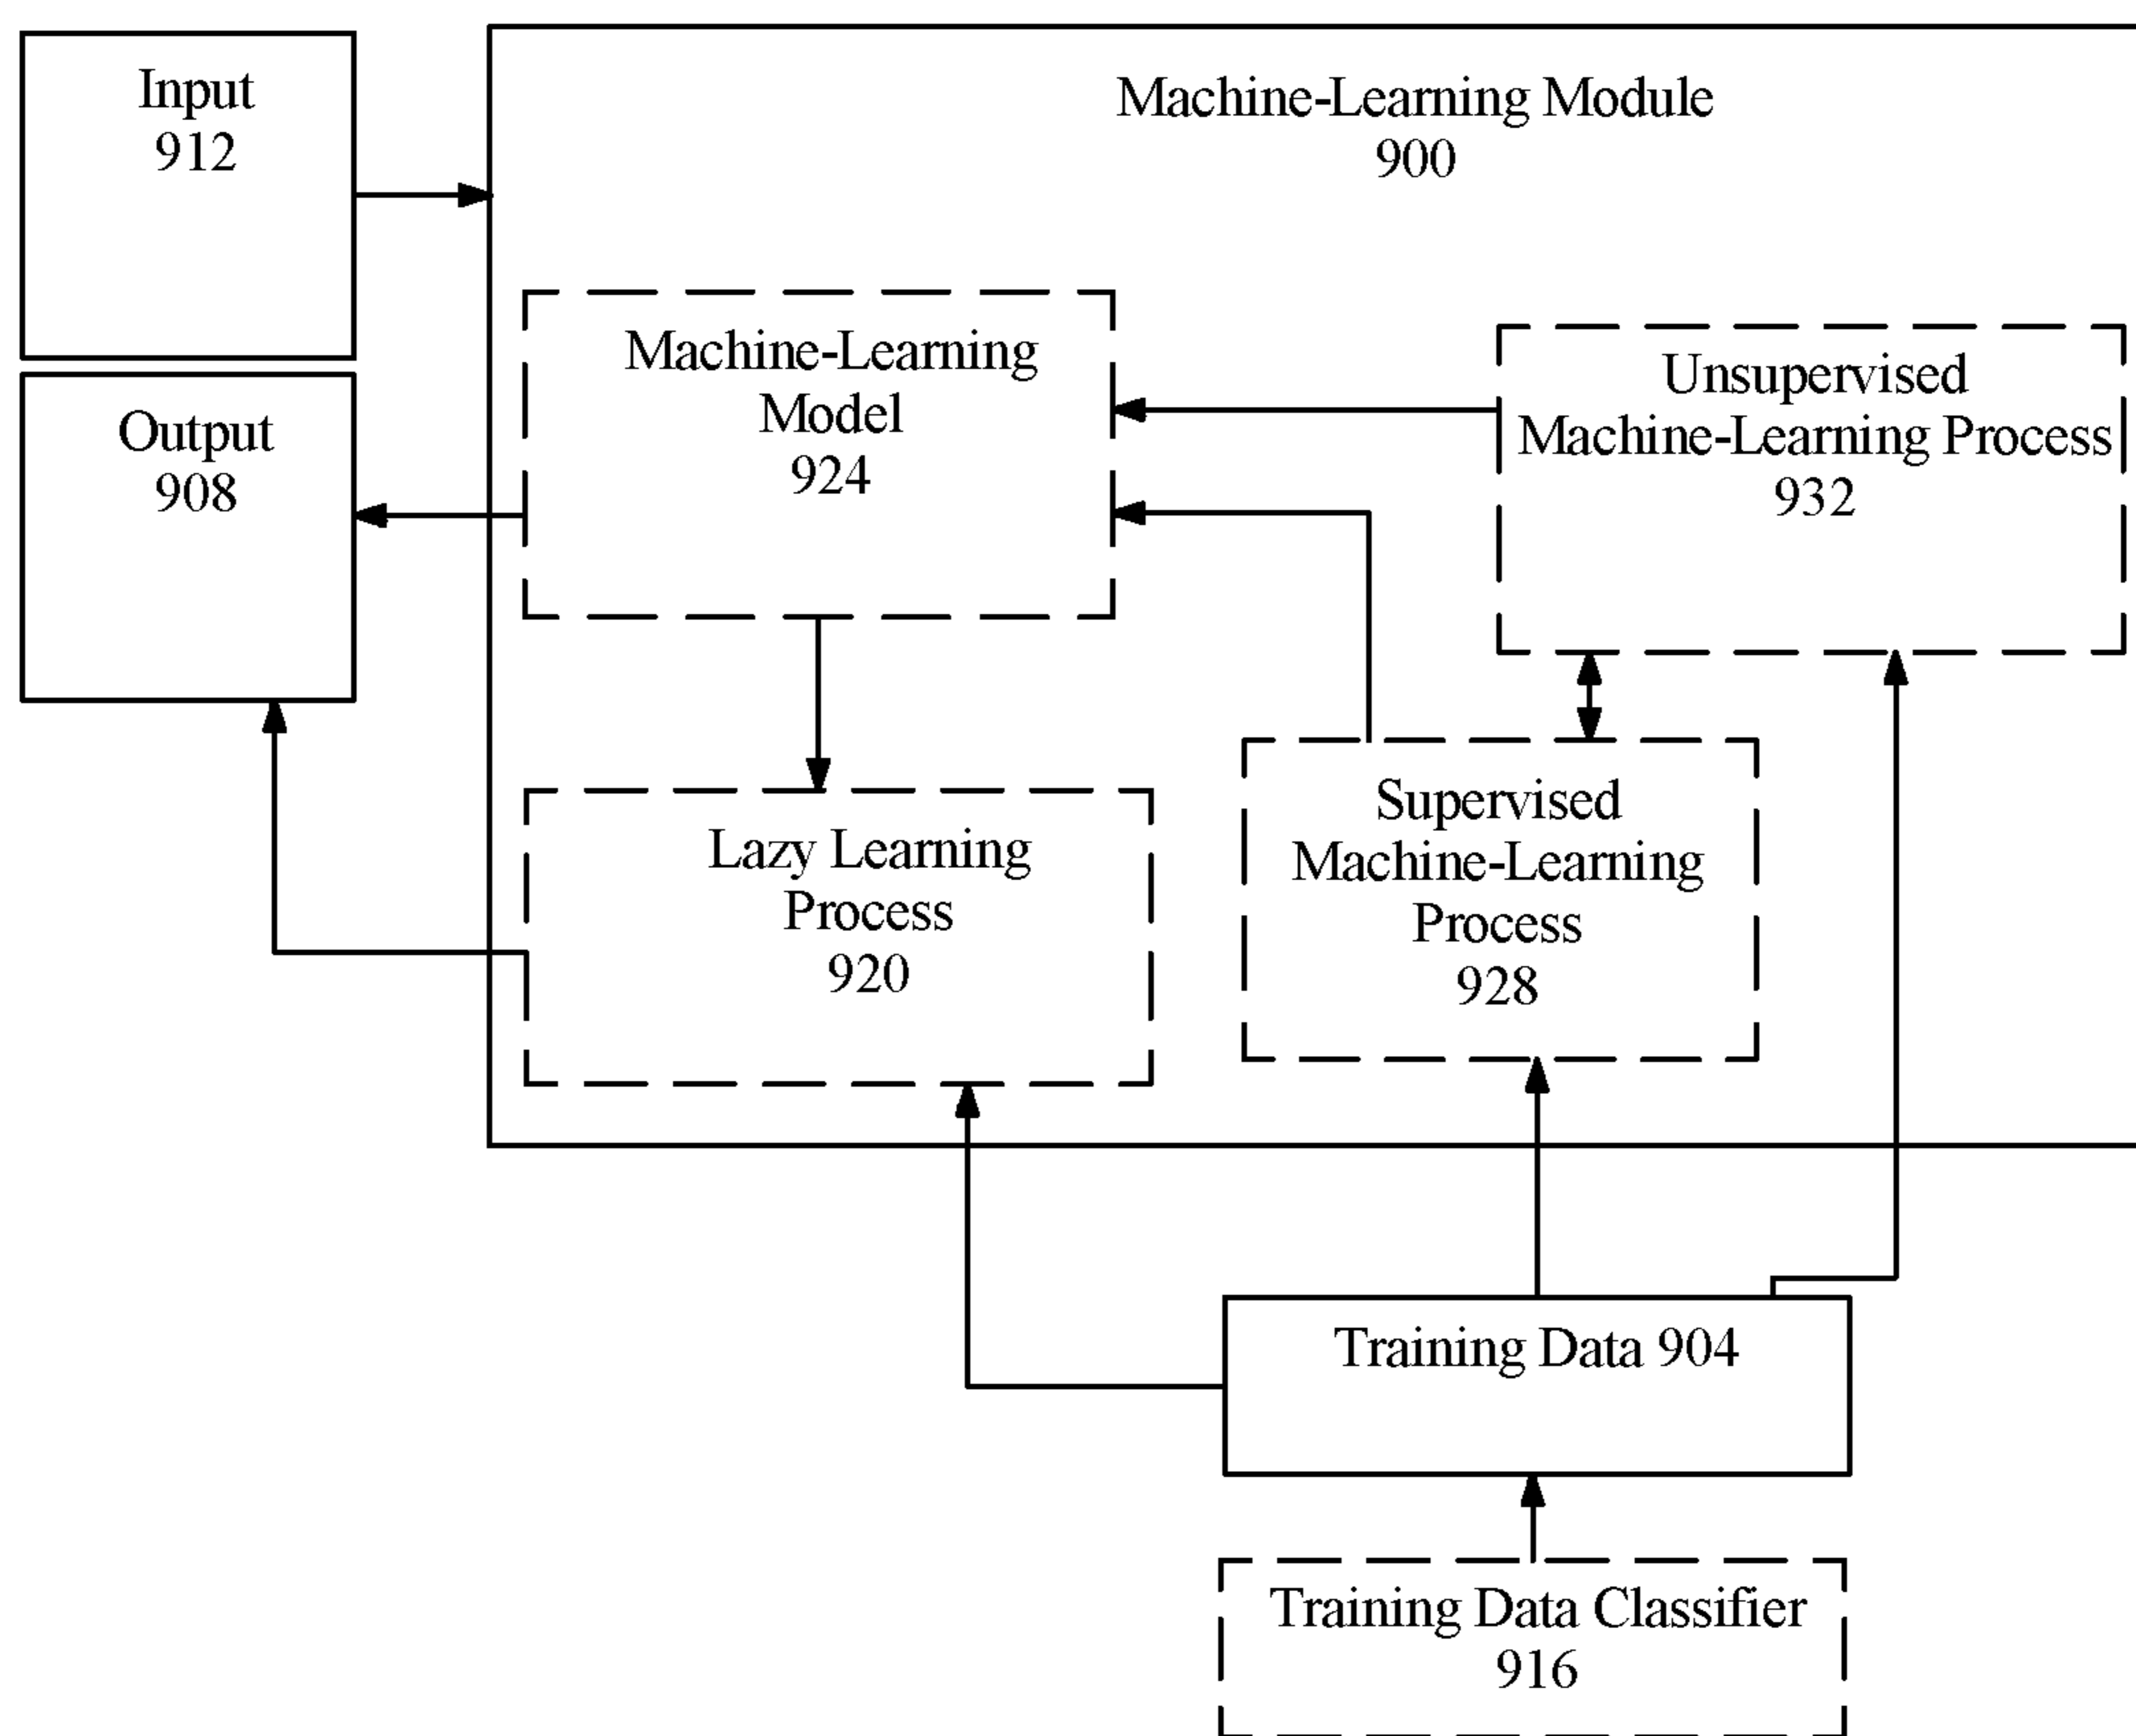 Input
912
Machine-Learning Module
900
Output
908
Machine-Learning
Model
924
Unsupervised
Machine-Learning Process
932
Lazy Learning
Process
920
Supervised
Machine-Learning
Process
928
Training Data 904
Training Data Classifier
916